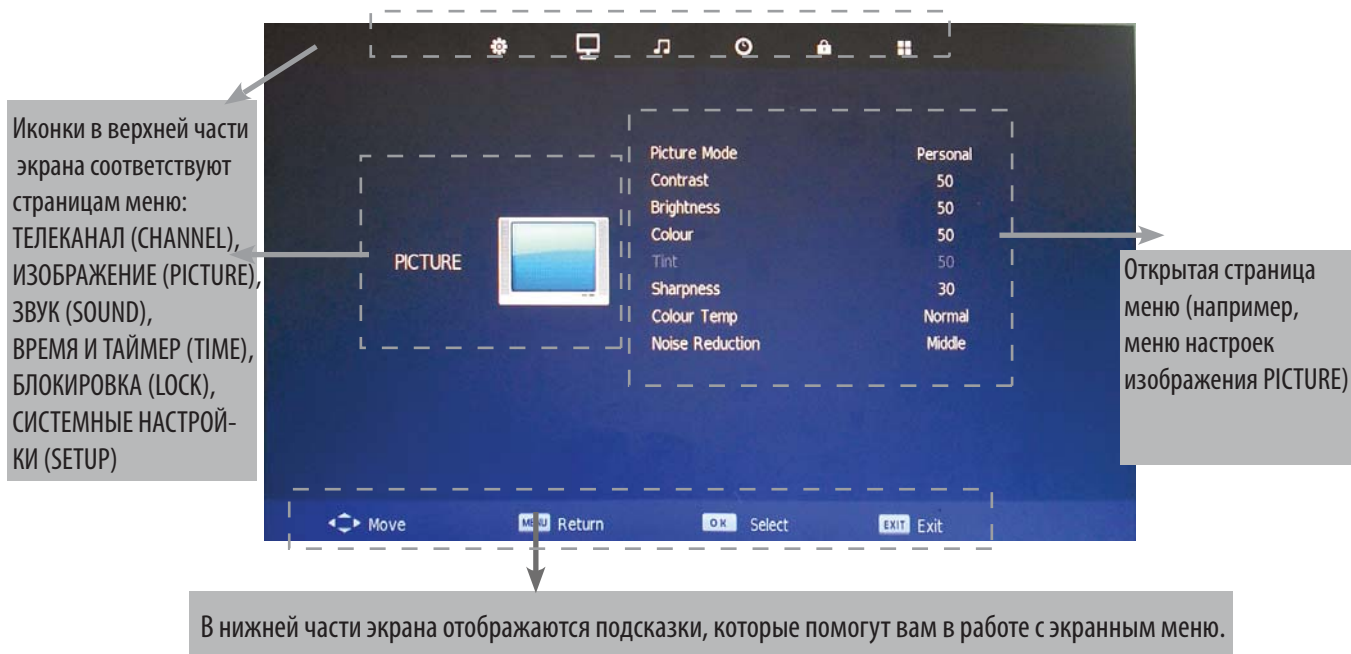 Иконки в верхней части
экрана соответствуют
страницам меню:
ТЕЛЕКАНАЛ (CHANNEL),
ИЗОБРАЖЕНИЕ (PICTURE),
ЗВУК (SOUND),
ВРЕМЯ И ТАЙМЕР (TIME),
БЛОКИРОВКА (LOCK),
СИСТЕМНЫЕ НАСТРОЙ-
КИ (SETUP)
PICTURE
Picture Mode Personal
Contrast 50
Brightness 50
Colour 50
Tint 50
Sharpness 30
Colour Temp Normal
Noise Reduction Middle
Открытая страница
меню (например,
меню настроек
изображения PICTURE)
Move MENU Return OK Select EXIT Exit
В нижней части экрана отображаются подсказки, которые помогут вам в работе с экранным меню.